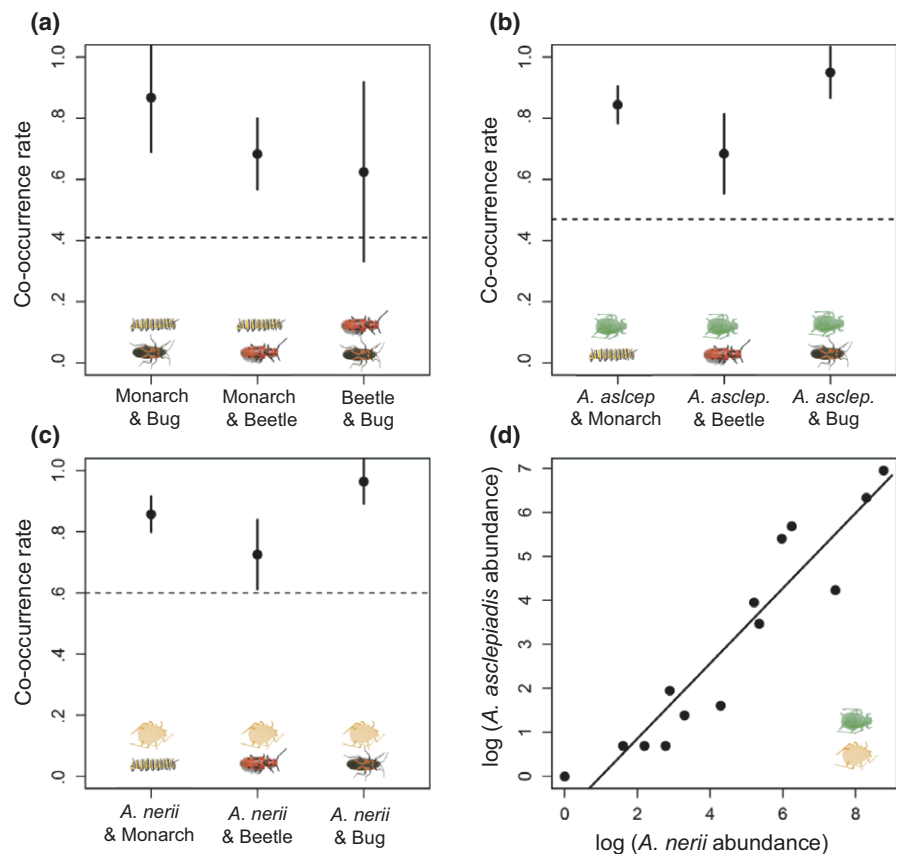 (a)
Co-occurrence rate
1.0
.8
.6
.4
.2
.0
Monarch & Bug
Monarch & Beetle
Beetle & Bug
(b)
Co-occurrence rate
1.0
.8
.6
.4
.2
.0
A. aslcep & Monarch
A. asclep. & Beetle
A. asclep. & Bug
(c)
Co-occurrence rate
1.0
.8
.6
.4
.2
.0
A. nerii & Monarch
A. nerii & Beetle
A. nerii & Bug
(d)
log (A. asclepiadis abundance)
7
6
5
4
3
2
1
0
0 2 4 6 8
log (A. nerii abundance)